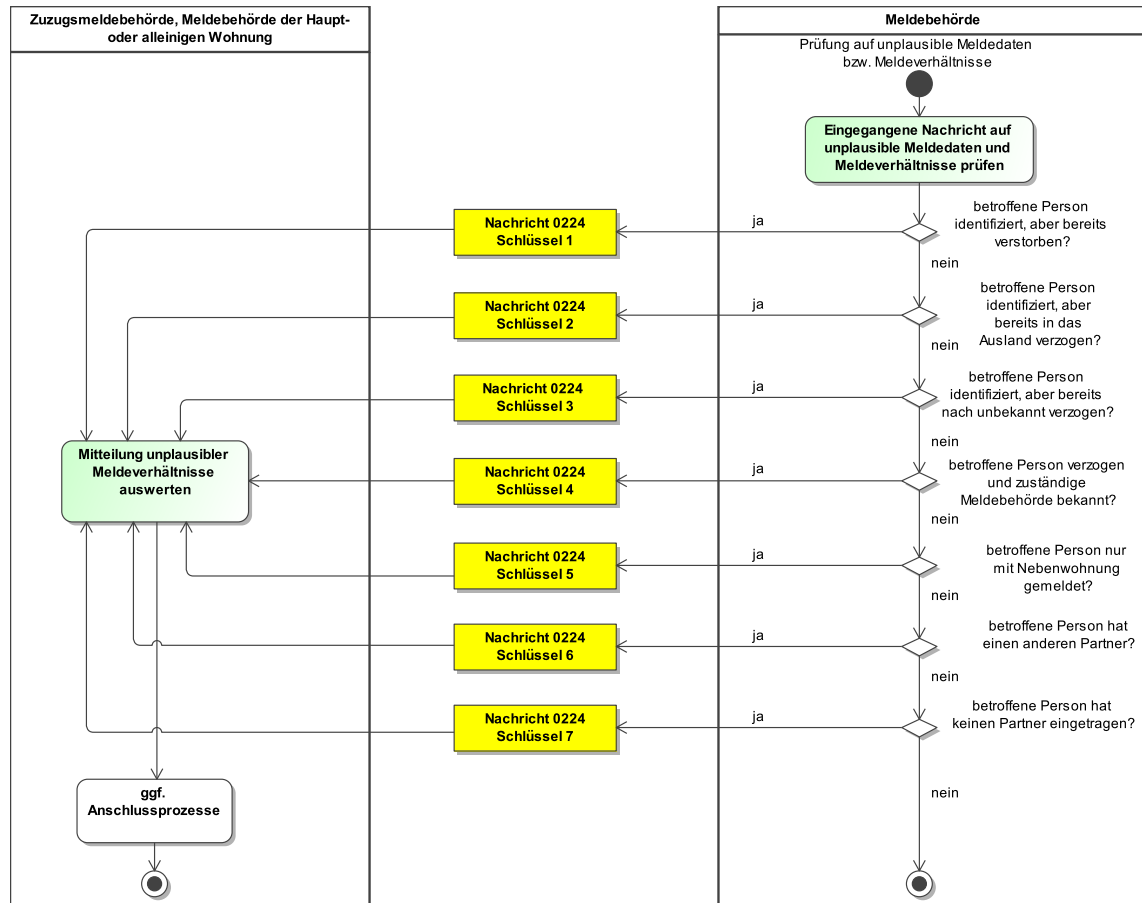 Zuzugsmeldebehörde, Meldebehörde der Haupt-
oder alleinigen Wohnung
Meldebehörde
Prüfung auf unplausible Meldedaten
bzw. Meldeverhältnisse
Eingegangene Nachricht auf
unplausible Meldedaten und
Meldeverhältnisse prüfen
betroffene Person
identifiziert, aber bereits
verstorben?
ja
Nachricht 0224
Schlüssel 1
nein
betroffene Person
identifiziert, aber
bereits in das
Ausland verzogen?
ja
Nachricht 0224
Schlüssel 2
nein
betroffene Person
identifiziert, aber bereits
nach unbekannt verzogen?
ja
Nachricht 0224
Schlüssel 3
nein
betroffene Person verzogen
und zuständige
Meldebehörde bekannt?
ja
Nachricht 0224
Schlüssel 4
nein
betroffene Person nur
mit Nebenwohnung
gemeldet?
ja
Nachricht 0224
Schlüssel 5
nein
betroffene Person hat
einen anderen Partner?
ja
Nachricht 0224
Schlüssel 6
nein
betroffene Person hat
keinen Partner eingetragen?
ja
Nachricht 0224
Schlüssel 7
nein
Mitteilung unplausibler
Meldeverhältnisse
auswerten
ggf.
Anschlussprozesse